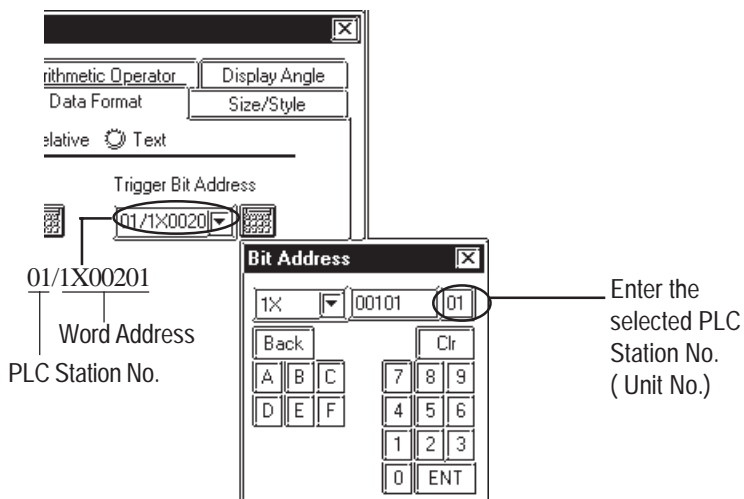 rithmetic Operator Display Angle
Data Format Size/Style
elative Text
Trigger Bit Address
01/1X0020
01/1X00201
Word Address
PLC Station No.
Bit Address
1X 00101 01
Back Clr
A B C 7 8 9
D E F 4 5 6
1 2 3
0 ENT
Enter the
selected PLC
Station No.
( Unit No.)